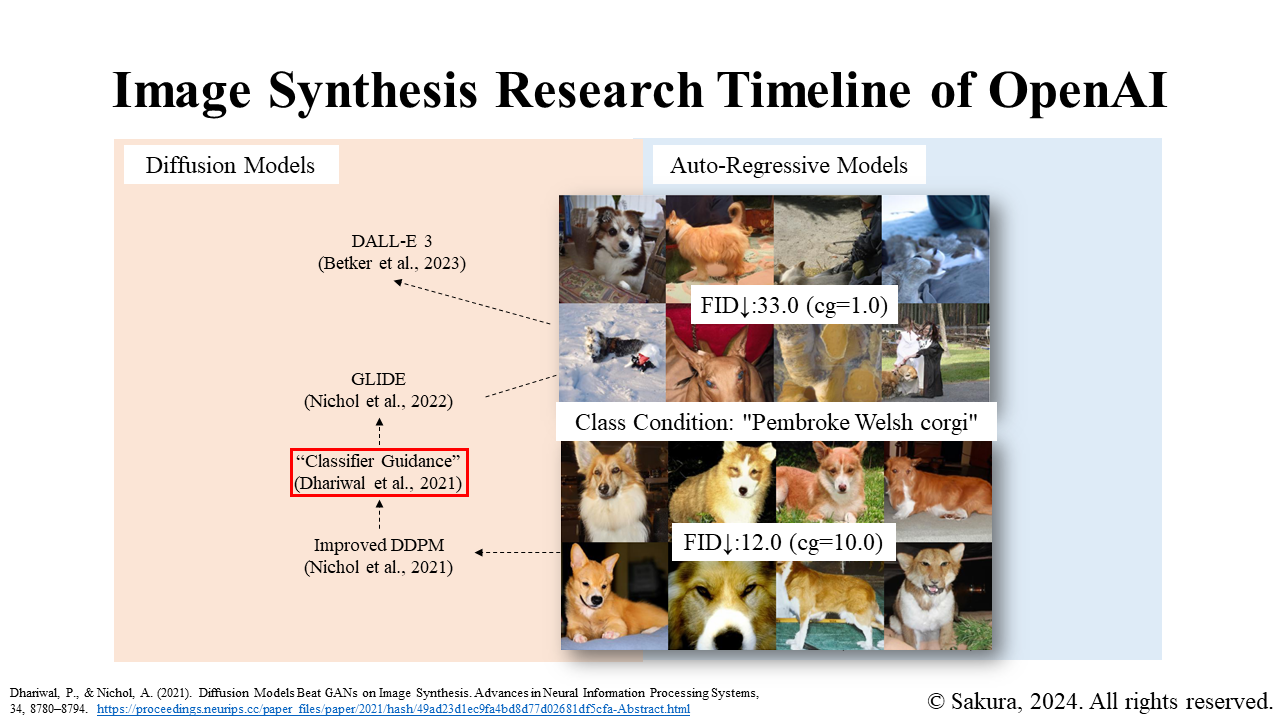 Image Synthesis Research Timeline of OpenAI
Diffusion Models
Auto-Regressive Models
DALL-E 3
(Betker et al., 2023)
FID↓:33.0 (cg=1.0)
GLIDE
(Nichol et al., 2022)
Class Condition: "Pembroke Welsh corgi"
“Classifier Guidance”
(Dhariwal et al., 2021)
FID↓:12.0 (cg=10.0)
Improved DDPM
(Nichol et al., 2021)
Dhariwal, P., & Nichol, A. (2021). Diffusion Models Beat GANs on Image Synthesis. Advances in Neural Information Processing Systems,
34, 8780–8794. https://proceedings.neurips.cc/paper_files/paper/2021/hash/49ad23d1ec9fa4bd8d77d02681df5cfa-Abstract.html
© Sakura, 2024. All rights reserved.